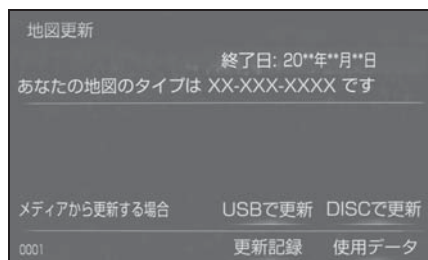 地図更新
終了日: 20**年**月**日
あなたの地図のタイプは XX-XXX-XXXX です
メディアから更新する場合 USBで更新 DISCで更新
0001 更新記録 使用データ